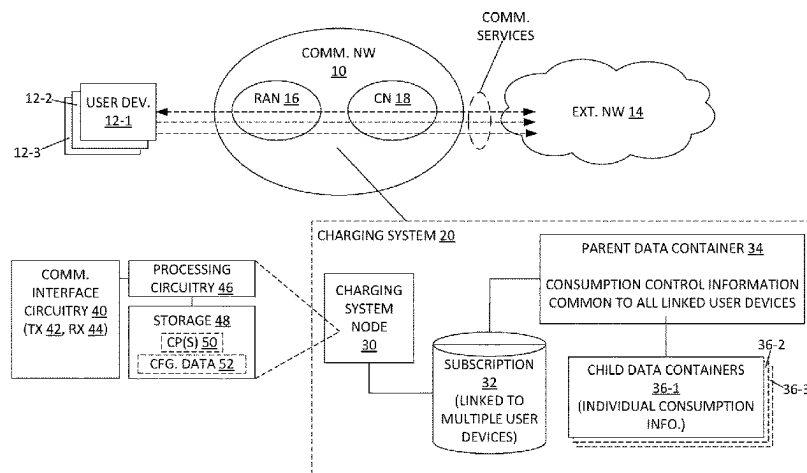 COMM.
SERVICES
COMM. NW
10
12-2
USER DEV.
12-1
12-3
RAN 16
CN 18
EXT. NW 14
CHARGING SYSTEM 20
COMM.
INTERFACE
CIRCUITRY 40
(TX 42, RX 44)
PROCESSING
CIRCUITRY 46
STORAGE 48
CP(S) 50
CFG. DATA 52
CHARGING
SYSTEM
NODE
30
SUBSCRIPTION
32
(LINKED TO
MULTIPLE USER
DEVICES)
PARENT DATA CONTAINER 34
CONSUMPTION CONTROL INFORMATION
COMMON TO ALL LINKED USER DEVICES
36-2
36-3
CHILD DATA CONTAINERS
36-1
(INDIVIDUAL CONSUMPTION
INFO.)